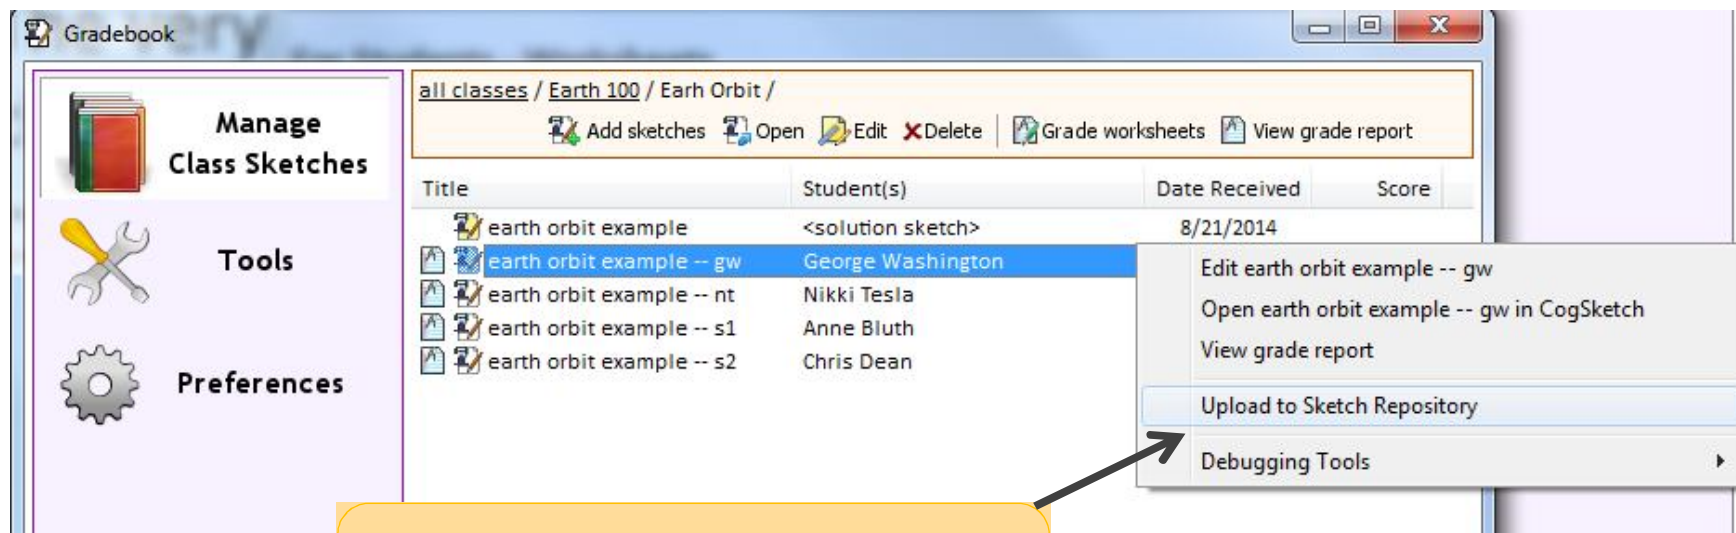 Gradebook
Manage
Class Sketches
Tools
Preferences
all classes / Earth 100 / Earh Orbit /
Add sketches Open Edit Delete Grade worksheets View grade report
Title Student(s) Date Received Score
earth orbit example <solution sketch> 8/21/2014
earth orbit example -- gw George Washington
earth orbit example -- nt Nikki Tesla
earth orbit example -- s1 Anne Bluth
earth orbit example -- s2 Chris Dean
Edit earth orbit example -- gw
Open earth orbit example -- gw in CogSketch
View grade report
Upload to Sketch Repository
Debugging Tools